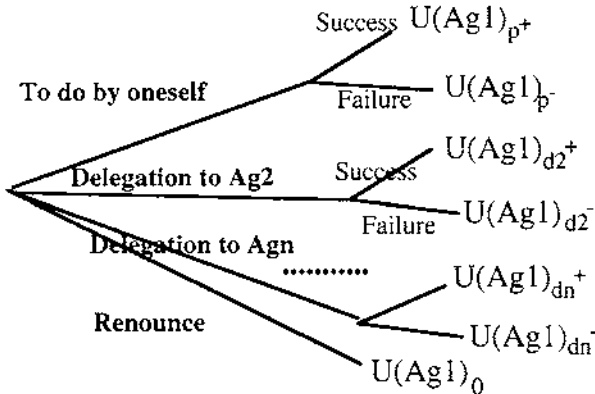 Success U(Ag1)p+
To do by oneself
Failure U(Ag1)p-
U(Ag1)d2+
Delegation to Ag2 Success
Failure U(Ag1)d2-
Delegation to Agn
............
U(Ag1)dn+
Renounce
U(Ag1)dn-
U(Ag1)0